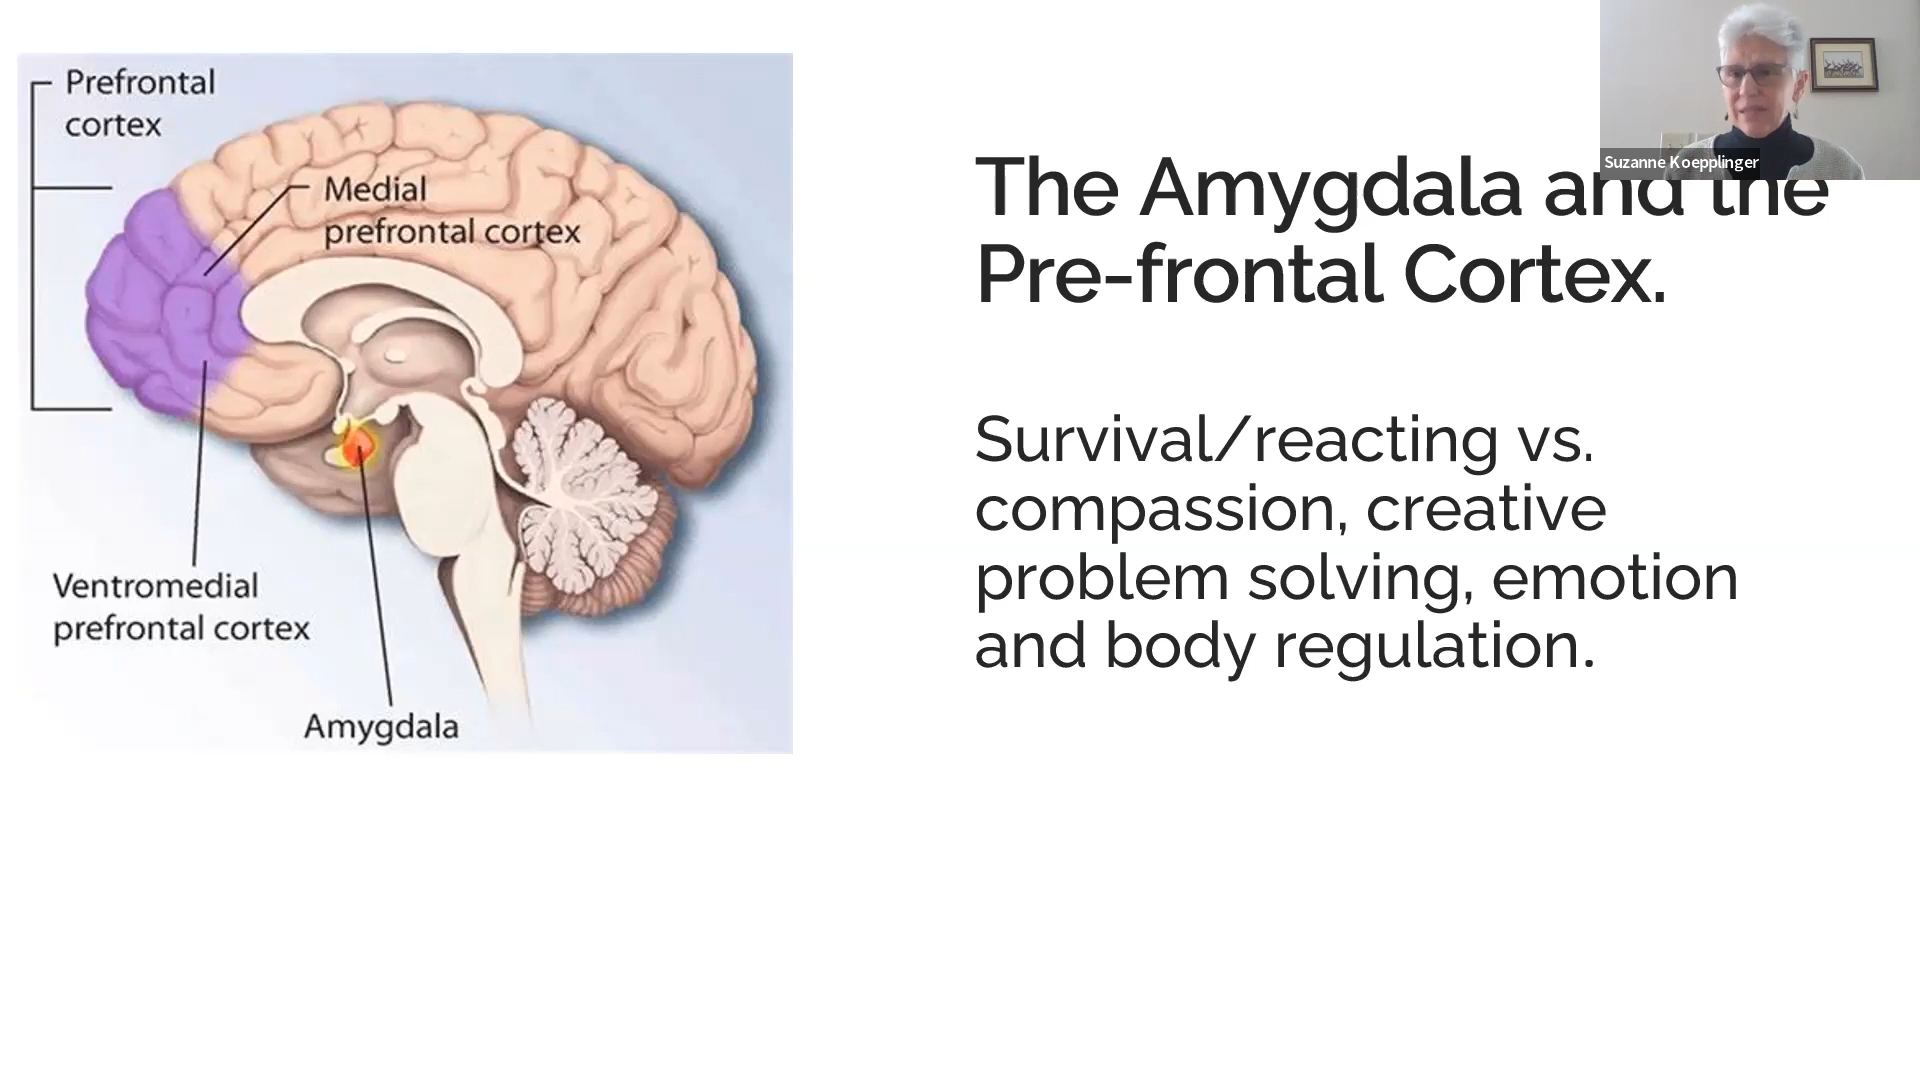 Prefrontal
cortex
Medial
prefrontal cortex
Ventromedial
prefrontal cortex
Amygdala
Suzanne Koepplinger
The Amygdala and the
Pre-frontal Cortex.
Survival/reacting vs.
compassion, creative
problem solving, emotion
and body regulation.